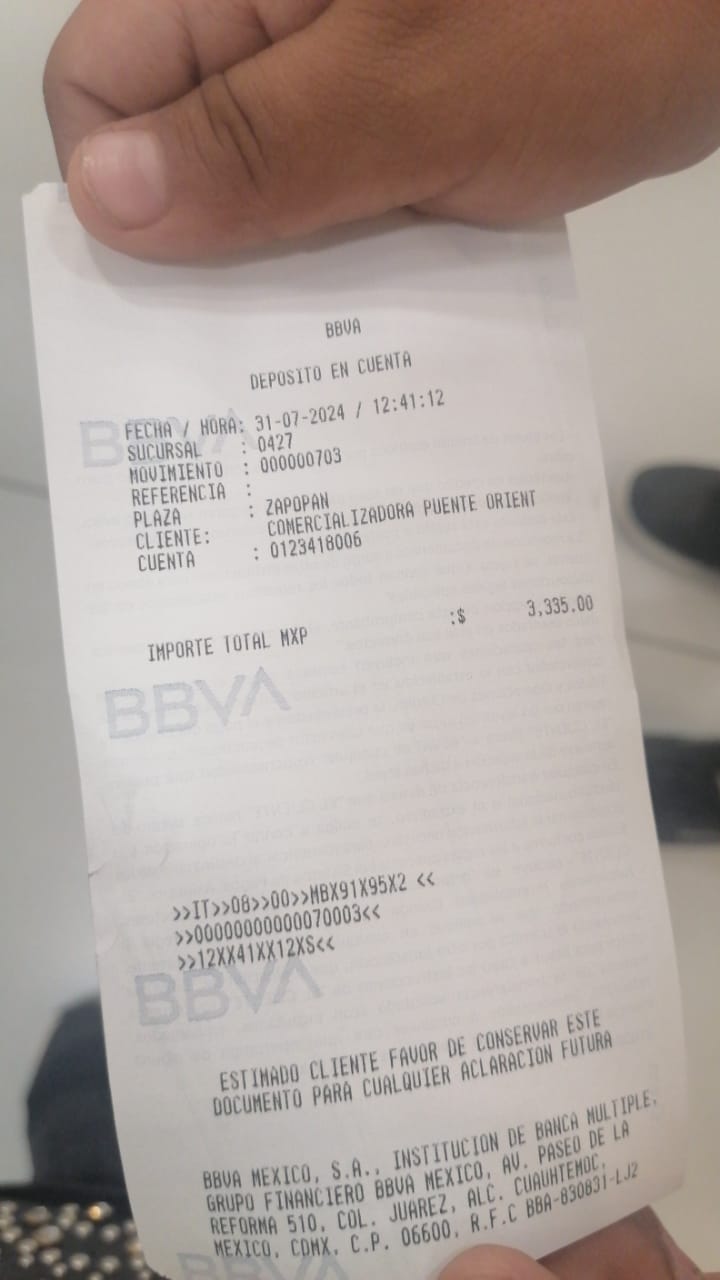 BBVA
DEPOSITO EN CUENTA
FECHA / HORA: 31-07-2024 / 12:41:12
SUCURSAL : 0427
MOVIMIENTO : 000000703
REFERENCIA :
PLAZA : ZAPOPAN
CLIENTE: COMERCIALIZADORA PUENTE ORIENT
CUENTA : 0123418006
IMPORTE TOTAL MXP :$ 3,335.00
BBVA
>>IT>>08>>00>>MBX91X95X2 <<
>>00000000000070003<<
>>12XX41XX12XS<<
BBVA
ESTIMADO CLIENTE FAVOR DE CONSERVAR ESTE
DOCUMENTO PARA CUALQUIER ACLARACION FUTURA
BBVA MEXICO, S.A., INSTITUCION DE BANCA MULTIPLE,
GRUPO FINANCIERO BBVA MEXICO, AV. PASEO DE LA
REFORMA 510, COL. JUAREZ, ALC. CUAUHTEMOC,
MEXICO, CDMX, C.P. 06600, R.F.C BBA-830831-LJ2
BBVA